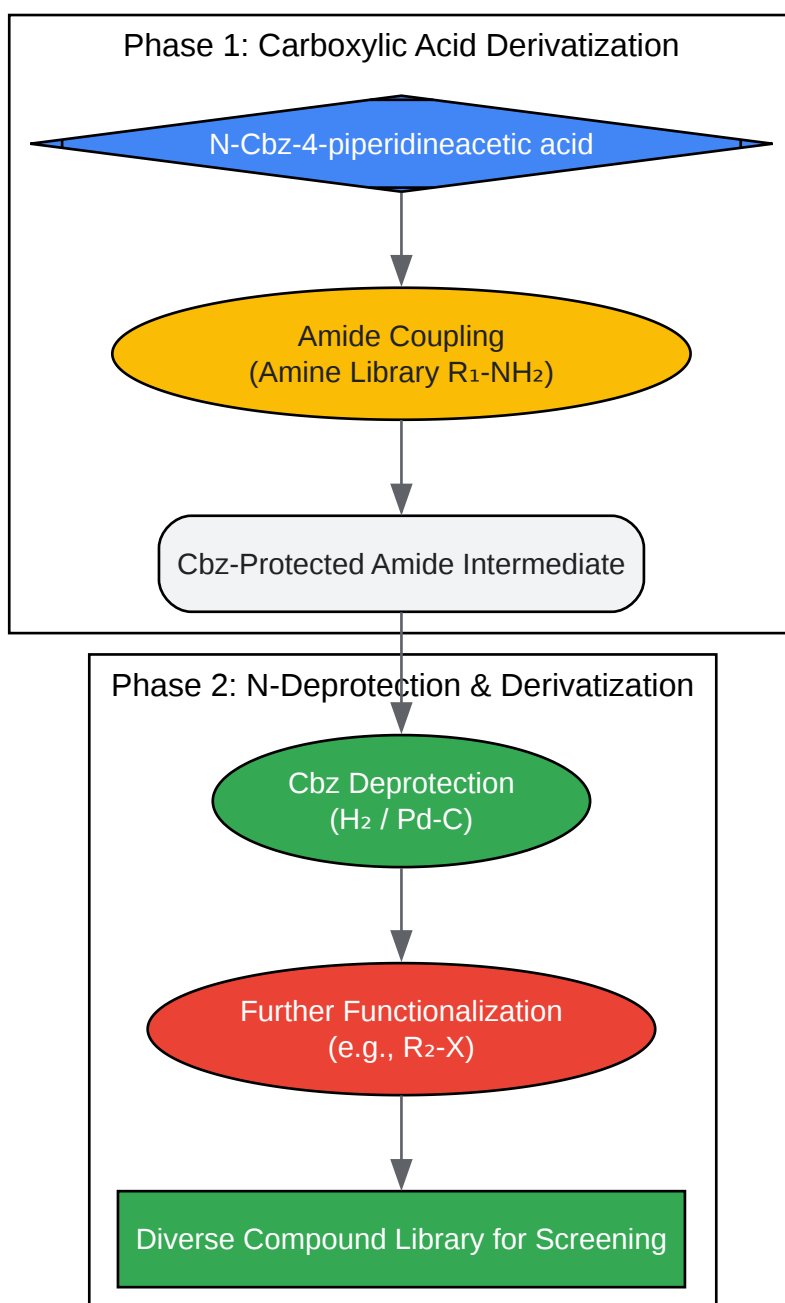 Phase 1: Carboxylic Acid Derivatization
N-Cbz-4-piperidineacetic acid
Amide Coupling
(Amine Library R₁-NH₂)
Cbz-Protected Amide Intermediate
Phase 2: N-Deprotection & Derivatization
Cbz Deprotection
(H₂ / Pd-C)
Further Functionalization
(e.g., R₂-X)
Diverse Compound Library for Screening